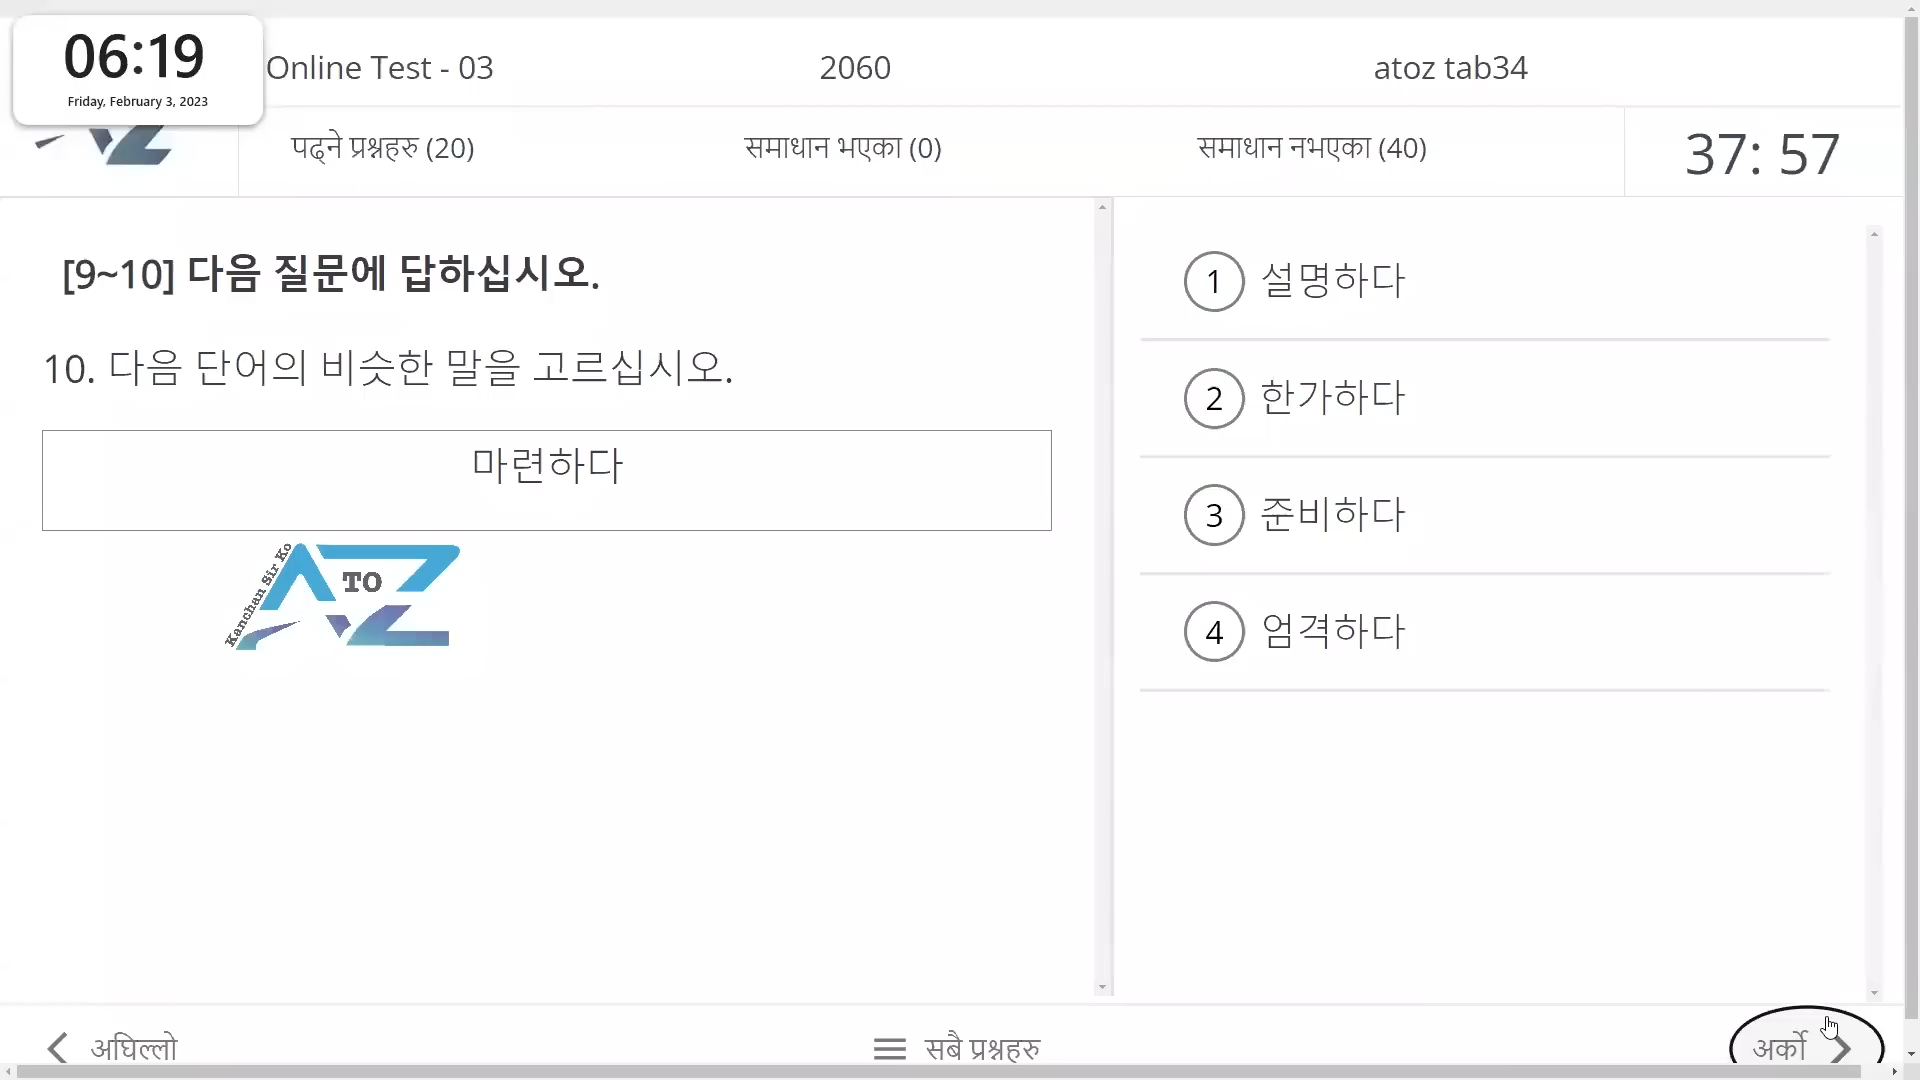 06:19
Friday, February 3, 2023
Online Test - 03
2060
atoz tab34
पढ्ने प्रश्नहरु (20)
समाधान भएका (0)
समाधान नभएका (40)
37: 57
[9~10] 다음 질문에 답하십시오.
10. 다음 단어의 비슷한 말을 고르십시오.
마련하다
Kanchan Sir Ko
A TO Z
1 설명하다
2 한가하다
3 준비하다
4 엄격하다
अघिल्लो
सबै प्रश्नहरु
अर्को